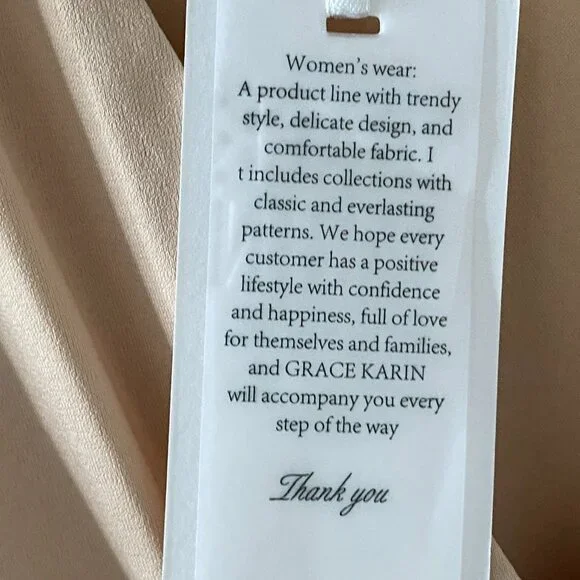 Women's wear:
A product line with trendy
style, delicate design, and
comfortable fabric. I
t includes collections with
classic and everlasting
patterns. We hope every
customer has a positive
lifestyle with confidence
and happiness, full of love
for themselves and families,
and GRACE KARIN
will accompany you every
step of the way
Thank you